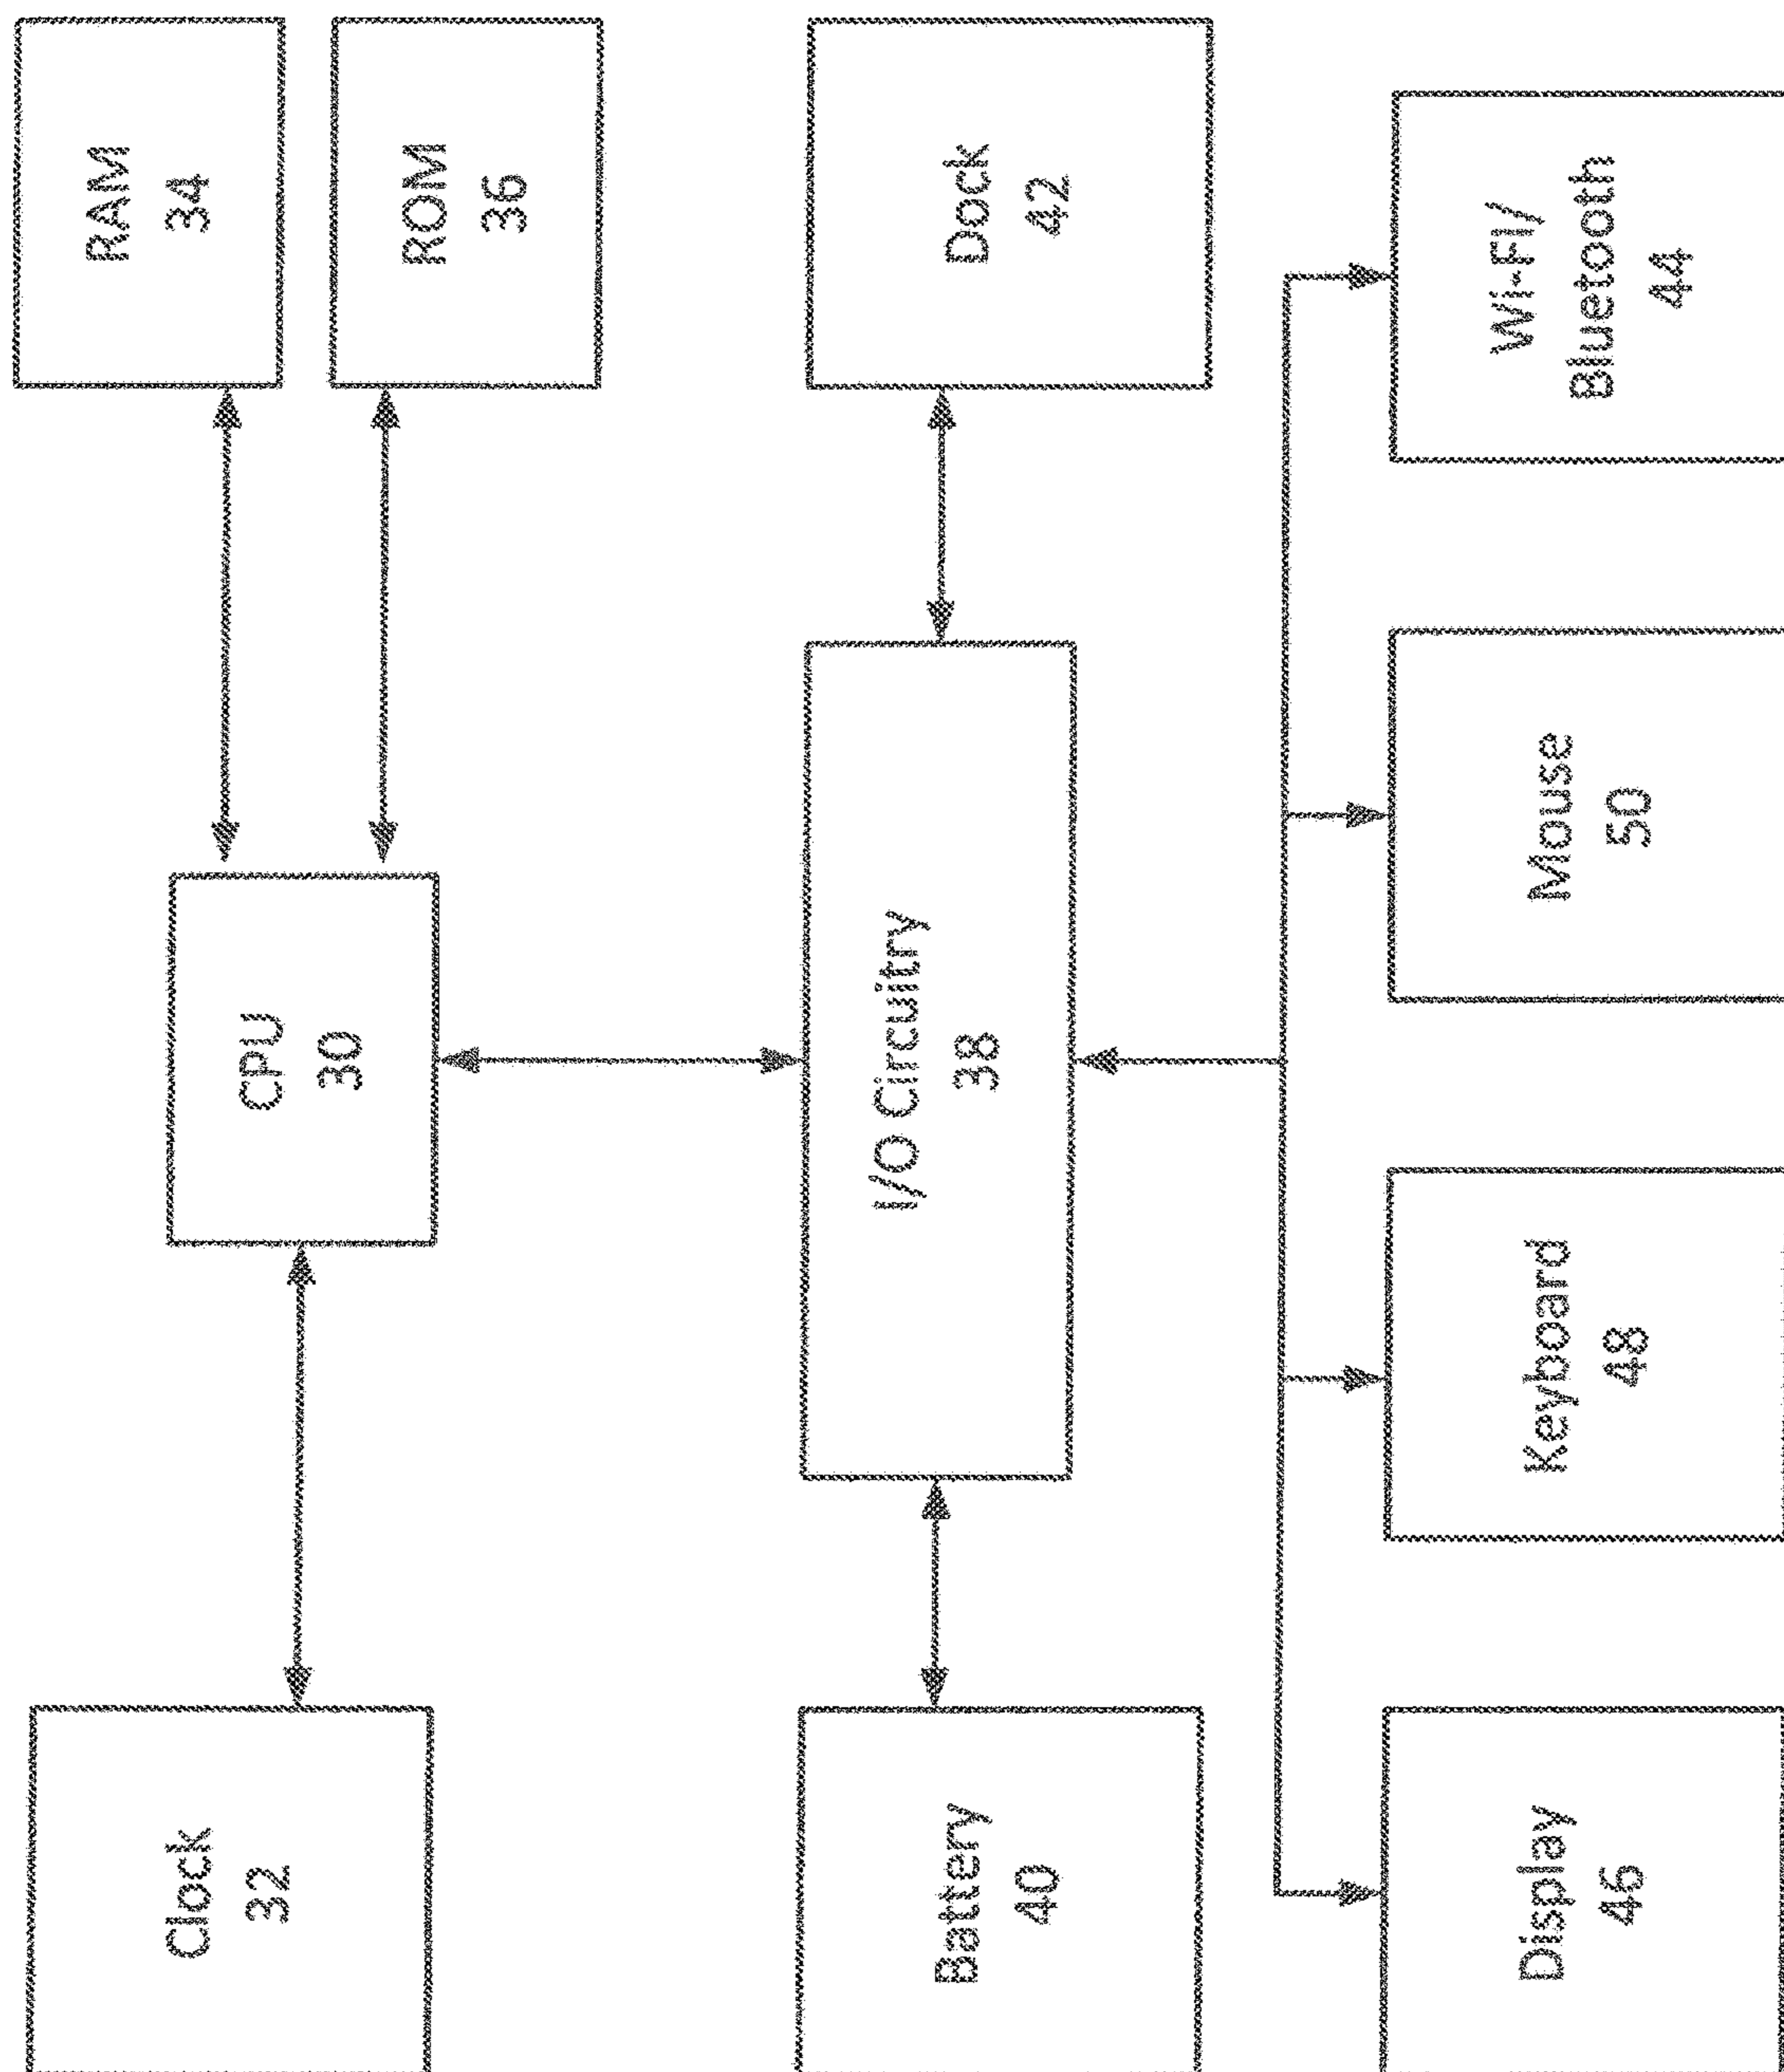 RAM
34
Clock
32
CPU
30
ROM
36
Battery
40
I/O Circuitry
38
Dock
42
Display
46
Keyboard
48
Mouse
50
Wi-Fi/
Bluetooth
44